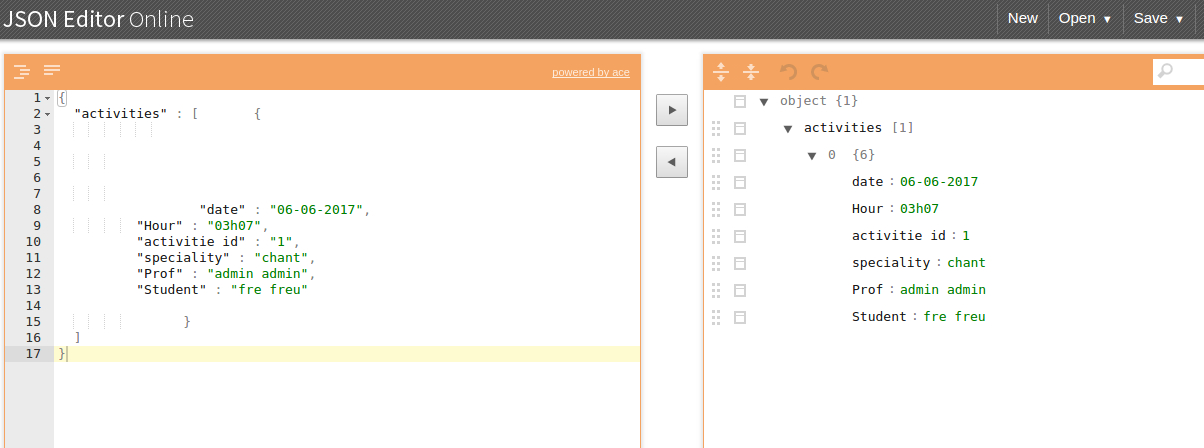 JSON Editor Online
New Open ▼ Save ▼
powered by ace
1 {
2 "activities" : [ {
3
4
5
6
7
8 "date" : "06-06-2017",
9 "Hour" : "03h07",
10 "activitie id" : "1",
11 "speciality" : "chant",
12 "Prof" : "admin admin",
13 "Student" : "fre freu"
14
15 }
16 ]
17 }
object {1}
activities [1]
0 {6}
date : 06-06-2017
Hour : 03h07
activitie id : 1
speciality : chant
Prof : admin admin
Student : fre freu